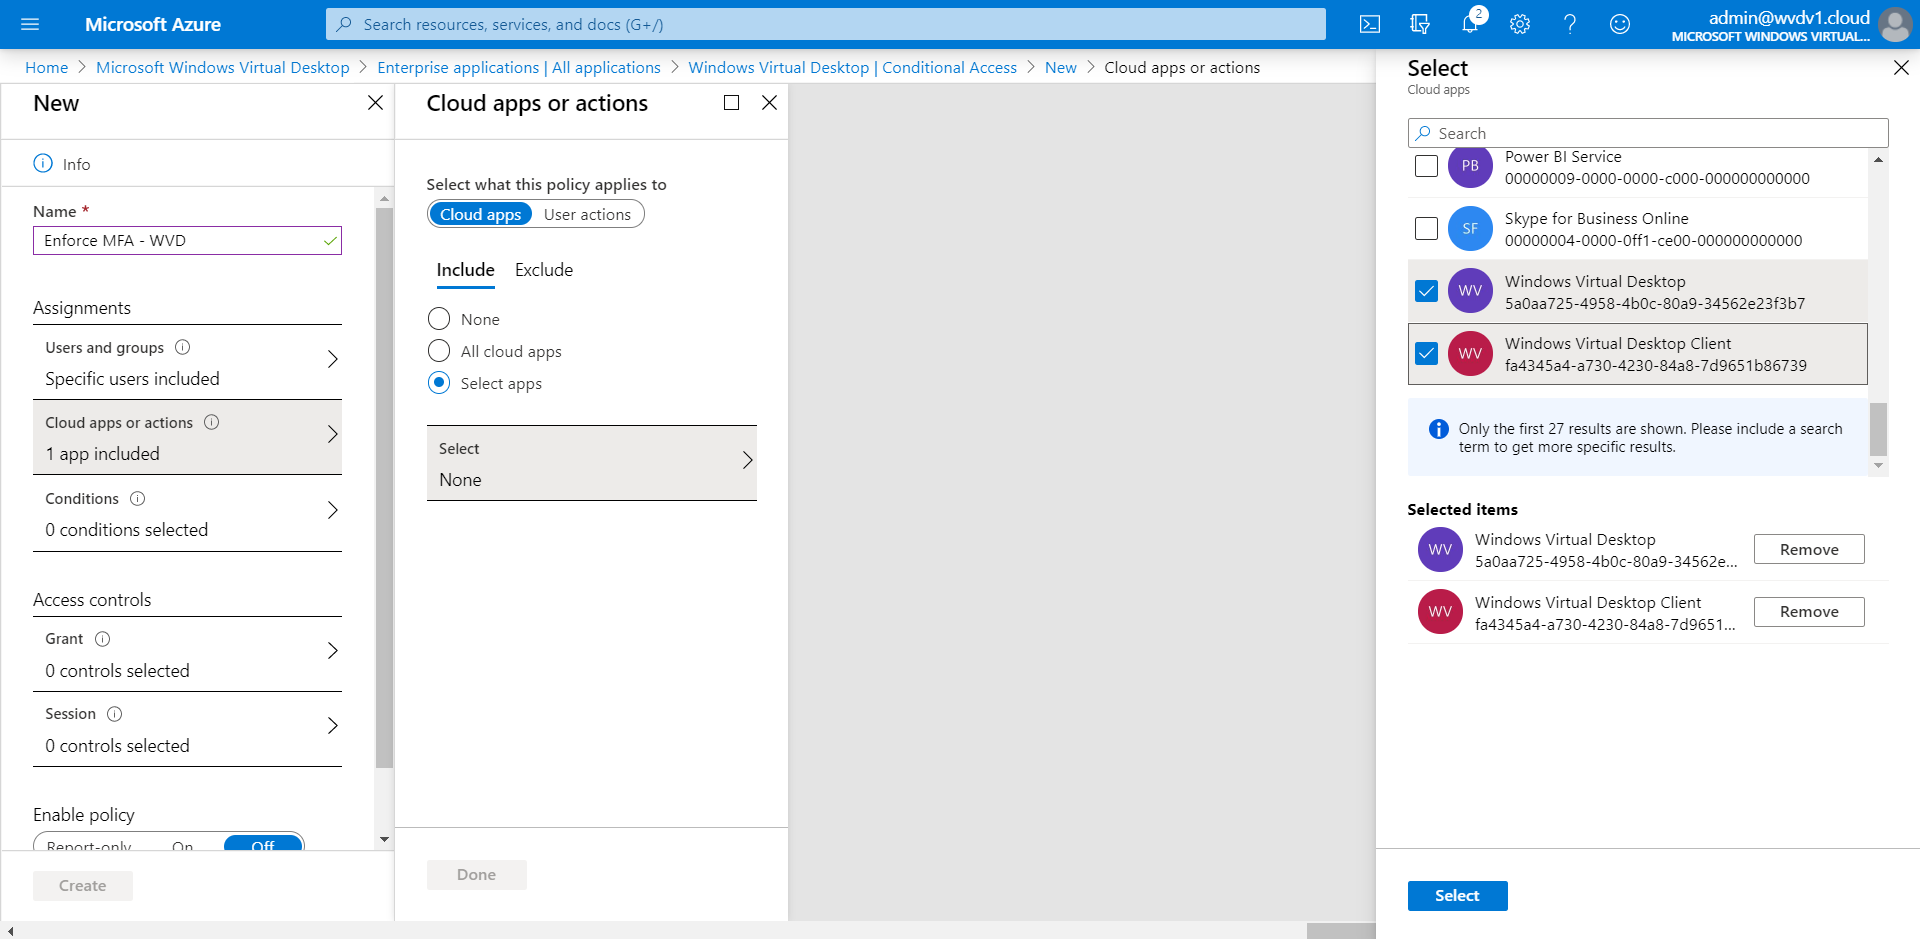 Microsoft Azure
Search resources, services, and docs (G+/)
2
admin@wvdv1.cloud
MICROSOFT WINDOWS VIRTUAL...
Home > Microsoft Windows Virtual Desktop > Enterprise applications | All applications > Windows Virtual Desktop | Conditional Access > New > Cloud apps or actions
New
Info
Name *
Enforce MFA - WVD
Assignments
Users and groups
Specific users included
Cloud apps or actions
1 app included
Conditions
0 conditions selected
Access controls
Grant
0 controls selected
Session
0 controls selected
Enable policy
Report-only On Off
Create
Cloud apps or actions
Select what this policy applies to
Cloud apps User actions
Include Exclude
None
All cloud apps
Select apps
Select
None
Done
Select
Cloud apps
Search
PB
Power BI Service
00000009-0000-0000-c000-000000000000
SF
Skype for Business Online
00000004-0000-0ff1-ce00-000000000000
WV
Windows Virtual Desktop
5a0aa725-4958-4b0c-80a9-34562e23f3b7
WV
Windows Virtual Desktop Client
fa4345a4-a730-4230-84a8-7d9651b86739
Only the first 27 results are shown. Please include a search
term to get more specific results.
Selected items
WV
Windows Virtual Desktop
5a0aa725-4958-4b0c-80a9-34562e...
Remove
WV
Windows Virtual Desktop Client
fa4345a4-a730-4230-84a8-7d9651...
Remove
Select